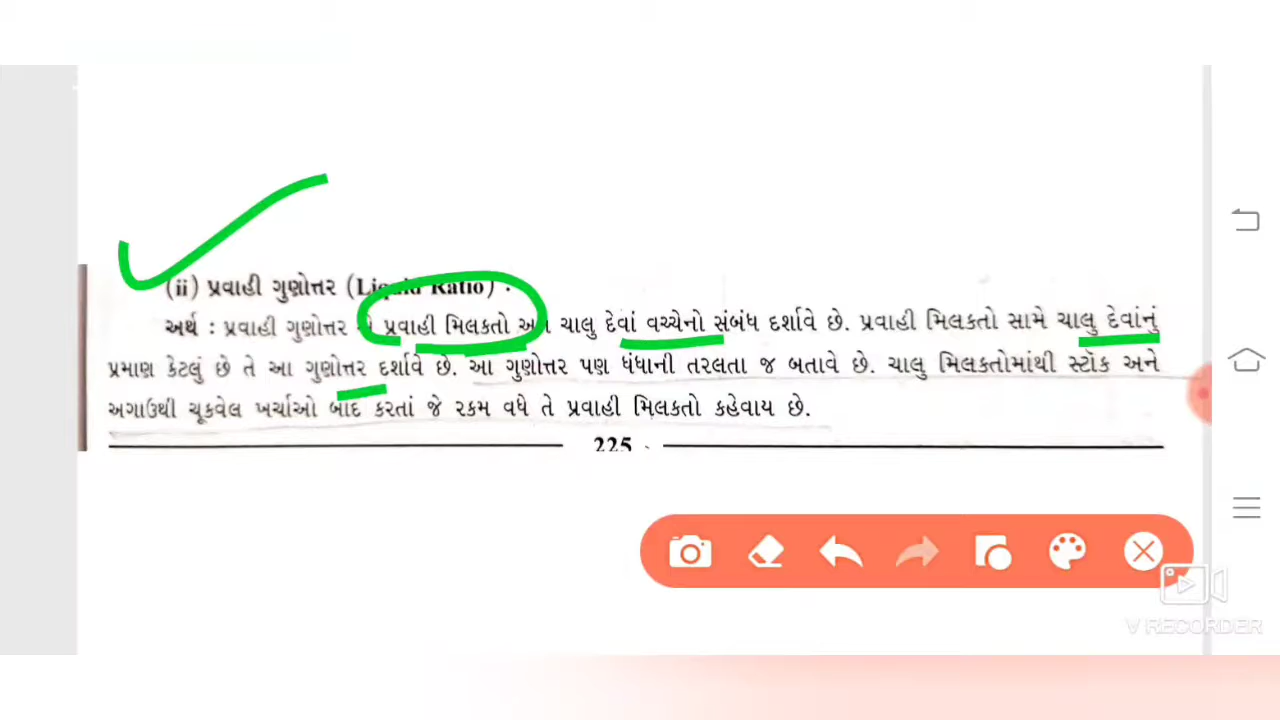 (ii) પ્રવાહી ગુણોત્તર (Liquid Ratio) :
અર્થ : પ્રવાહી ગુણોત્તર એ પ્રવાહી મિલકતો અને ચાલુ દેવાં વચ્ચેનો સંબંધ દર્શાવે છે. પ્રવાહી મિલકતો સામે ચાલુ દેવાંનું
પ્રમાણ કેટલું છે તે આ ગુણોત્તર દર્શાવે છે. આ ગુણોત્તર પણ ધંધાની તરલતા જ બતાવે છે. ચાલુ મિલકતોમાંથી સ્ટૉક અને
અગાઉથી ચૂકવેલ ખર્ચાઓ બાદ કરતાં જે રકમ વધે તે પ્રવાહી મિલકતો કહેવાય છે.
225
V RECORDER